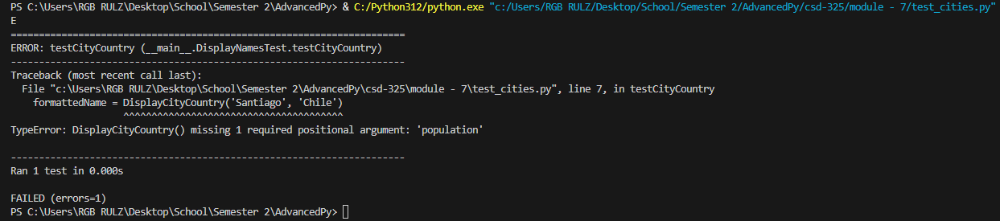 PS C:\Users\RGB RULZ\Desktop\School\Semester 2\AdvancedPy> & C:/Python312/python.exe "c:/Users/RGB RULZ/Desktop/School/Semester 2/AdvancedPy/csd-325/module - 7/test_cities.py"
E
======================================================================
ERROR: testCityCountry (__main__.DisplayNamesTest.testCityCountry)
----------------------------------------------------------------------
Traceback (most recent call last):
  File "c:\Users\RGB RULZ\Desktop\School\Semester 2\AdvancedPy\csd-325\module - 7\test_cities.py", line 7, in testCityCountry
    formattedName = DisplayCityCountry('Santiago', 'Chile')
                    ^^^^^^^^^^^^^^^^^^^^^^^^^^^^^^^^^^^^^^^
TypeError: DisplayCityCountry() missing 1 required positional argument: 'population'

----------------------------------------------------------------------
Ran 1 test in 0.000s

FAILED (errors=1)
PS C:\Users\RGB RULZ\Desktop\School\Semester 2\AdvancedPy>